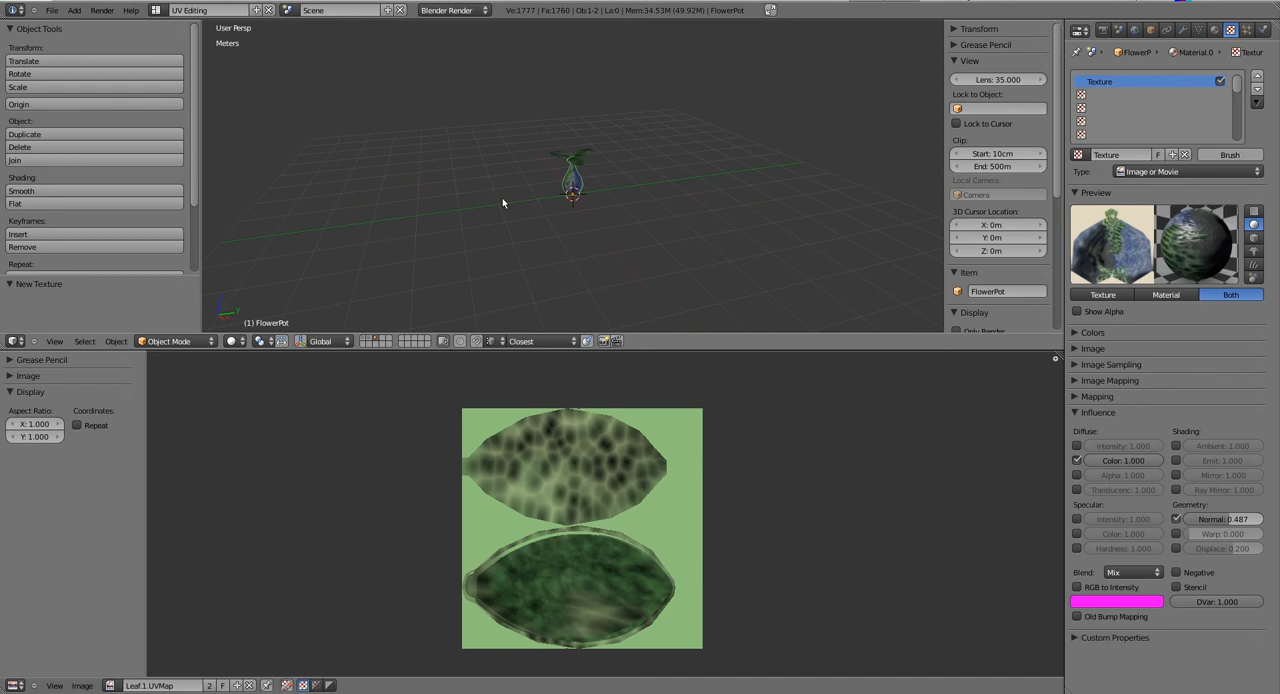 File Add Render Help UV Editing Scene Blender Render Ve:1777 | Fa:1760 | Ob:1-2 | La:0 | Mem:34.53M (49.92M) | FlowerPot
Object Tools
Transform:
Translate
Rotate
Scale
Origin
Object:
Duplicate
Delete
Join
Shading:
Smooth
Flat
Keyframes:
Insert
Remove
Repeat:
New Texture
User Persp
Meters
(1) FlowerPot
Transform
Grease Pencil
View
Lens: 35.000
Lock to Object:
Lock to Cursor
Clip:
Start: 10cm
End: 500m
Local Camera:
Camera
3D Cursor Location:
X: 0m
Y: 0m
Z: 0m
Item
FlowerPot
Display
Only Render
View Select Object Object Mode Global Closest
Grease Pencil
Image
Display
Aspect Ratio: Coordinates:
X: 1.000 Repeat
Y: 1.000
View Image Leaf.1.UVMap 2 F
FlowerP Material.0 Textur
Texture
Texture F Brush
Type: Image or Movie
Preview
Texture Material Both
Show Alpha
Colors
Image
Image Sampling
Image Mapping
Mapping
Influence
Diffuse: Shading:
Intensity: 1.000 Ambient: 1.000
Color: 1.000 Emit: 1.000
Alpha: 1.000 Mirror: 1.000
Translucenc: 1.000 Ray Mirror: 1.000
Specular: Geometry:
Intensity: 1.000 Normal: 0.487
Color: 1.000 Warp: 0.000
Hardness: 1.000 Displace: 0.200
Blend: Mix Negative
RGB to Intensity Stencil
DVar: 1.000
Old Bump Mapping
Custom Properties